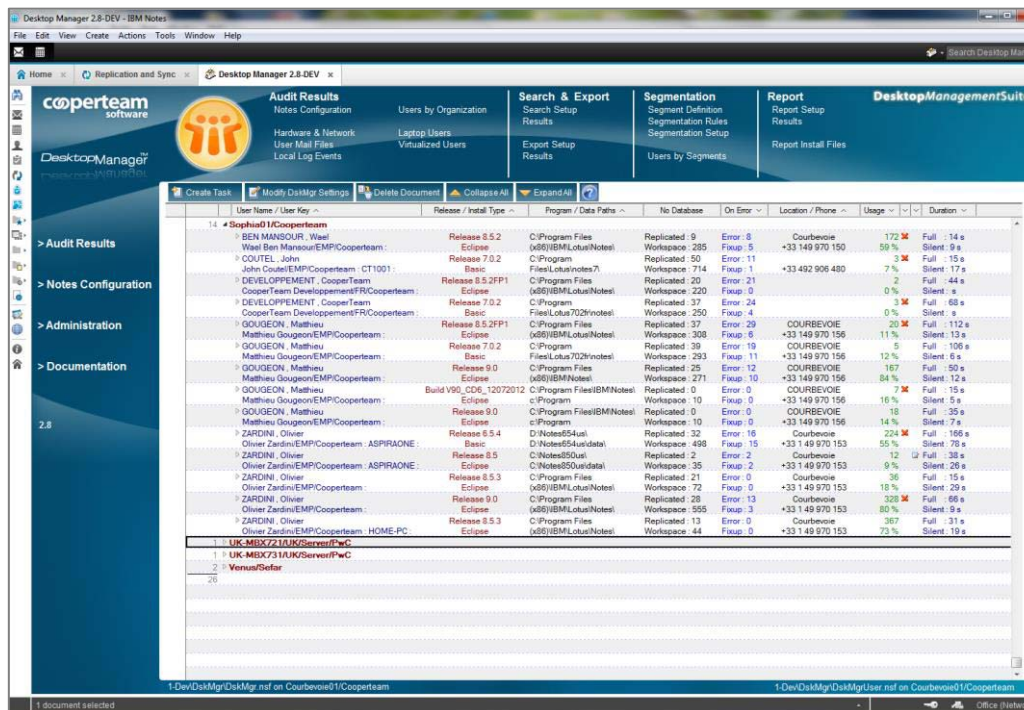 Desktop Manager 2.8-DEV - IBM Notes
File Edit View Create Actions Tools Window Help
Search Desktop Ma
Home Replication and Sync Desktop Manager 2.8-DEV
cooperteam software
DesktopManager
Audit Results
Notes Configuration Users by Organization
Hardware & Network Laptop Users
User Mail Files Virtualized Users
Local Log Events
Search & Export
Search Setup
Results
Export Setup
Results
Segmentation
Segment Definition
Segmentation Rules
Segmentation Setup
Users by Segments
Report
Report Setup
Results
Report Install Files
DesktopManagementSuite
Create Task Modify DskMgr Settings Delete Document Collapse All Expand All
> Audit Results
> Notes Configuration
> Administration
> Documentation
2.8
User Name / User Key Release / Install Type Program / Data Paths No Database On Error Location / Phone Usage Duration
14 Sophia01/Cooperteam
BEN MANSOUR , Wael Release 8.5.2 C:\Program Files Replicated : 9 Error : 8 Courbevoie 172 Full : 14 s
Wael Ben Mansour/EMP/Cooperteam : Eclipse (x86)\IBM\Lotus\Notes\ Workspace : 285 Fixup : 5 +33 149 970 150 59 % Silent : 9 s
COUTEL , John Release 7.0.2 C:\Program Replicated : 50 Error : 11 3 Full : 15 s
John Coutel/EMP/Cooperteam : CT1001 : Basic Files\Lotus\notes7\ Workspace : 714 Fixup : 1 +33 492 906 480 7 % Silent : 17 s
DEVELOPPEMENT , CooperTeam Release 8.5.2FP1 C:\Program Files Replicated : 20 Error : 21 2 Full : 44 s
CooperTeam Developpement/FR/Cooperteam : Eclipse (x86)\IBM\Lotus\Notes\ Workspace : 220 Fixup : 0 0 % Silent : s
DEVELOPPEMENT , CooperTeam Release 7.0.2 C:\Program Replicated : 37 Error : 24 3 Full : 68 s
CooperTeam Developpement/EMP/Cooperteam : Basic Files\Lotus702fr\notes\ Workspace : 250 Fixup : 4 0 % Silent : s
GOUGEON , Matthieu Release 8.5.2FP1 C:\Program Files Replicated : 37 Error : 29 COURBEVOIE 20 Full : 112 s
Matthieu Gougeon/EMP/Cooperteam : Eclipse (x86)\IBM\Lotus\Notes\ Workspace : 308 Fixup : 6 +33 149 970 156 11 % Silent : 13 s
GOUGEON , Matthieu Release 7.0.2 C:\Program Replicated : 39 Error : 19 COURBEVOIE 5 Full : 106 s
Matthieu Gougeon/EMP/Cooperteam : Basic Files\Lotus702fr\notes\ Workspace : 293 Fixup : 11 +33 149 970 156 12 % Silent : 6 s
GOUGEON , Matthieu Release 9.0 C:\Program Files Replicated : 25 Error : 12 COURBEVOIE 167 Full : 50 s
Matthieu Gougeon/EMP/Cooperteam : Eclipse (x86)\IBM\Notes\ Workspace : 271 Fixup : 10 +33 149 970 156 84 % Silent : 12 s
GOUGEON , Matthieu Build V90_CD6_12072012 C:\Program Files\IBM\Notes\ Replicated : 0 Error : 0 COURBEVOIE 7 Full : 15 s
Matthieu Gougeon/EMP/Cooperteam : Eclipse c:\Program Workspace : 10 Fixup : 0 +33 149 970 156 16 % Silent : 5 s
GOUGEON , Matthieu Release 9.0 C:\Program Files\IBM\Notes\ Replicated : 0 Error : 0 COURBEVOIE 18 Full : 35 s
Matthieu Gougeon/EMP/Cooperteam : Eclipse c:\Program Workspace : 10 Fixup : 0 +33 149 970 156 14 % Silent : 7 s
ZARDINI , Olivier Release 6.5.4 D:\Notes654us\ Replicated : 32 Error : 16 Courbevoie 224 Full : 166 s
Olivier Zardini/EMP/Cooperteam : ASPIRAONE : Basic D:\Notes654us\data\ Workspace : 498 Fixup : 15 +33 1 49 970 153 55 % Silent : 78 s
ZARDINI , Olivier Release 8.5 C:\Notes850us\ Replicated : 2 Error : 2 Courbevoie 12 Full : 38 s
Olivier Zardini/EMP/Cooperteam : ASPIRAONE : Eclipse C:\Notes850us\data\ Workspace : 35 Fixup : 2 +33 1 49 970 153 9 % Silent : 26 s
ZARDINI , Olivier Release 8.5.3 C:\Program Files Replicated : 21 Error : 0 Courbevoie 36 Full : 15 s
Olivier Zardini/EMP/Cooperteam : Eclipse (x86)\IBM\Lotus\Notes\ Workspace : 72 Fixup : 0 +33 1 49 970 153 18 % Silent : 29 s
ZARDINI , Olivier Release 9.0 C:\Program Files Replicated : 28 Error : 13 Courbevoie 328 Full : 66 s
Olivier Zardini/EMP/Cooperteam : Eclipse (x86)\IBM\Notes\ Workspace : 555 Fixup : 3 +33 1 49 970 153 80 % Silent : 9 s
ZARDINI , Olivier Release 8.5.3 C:\Program Files Replicated : 13 Error : 0 Courbevoie 367 Full : 31 s
Olivier Zardini/EMP/Cooperteam : HOME-PC : Eclipse (x86)\IBM\Lotus\Notes\ Workspace : 44 Fixup : 0 +33 1 49 970 153 73 % Silent : 19 s
1 UK-MBX721/UK/Server/PwC
1 UK-MBX731/UK/Server/PwC
2 Venus/Sefar
26
1-Dev\DskMgr\DskMgr.nsf on Courbevoie01/Cooperteam 1-Dev\DskMgr\DskMgrUser.nsf on Courbevoie01/Cooperteam
1 document selected Office (Netw